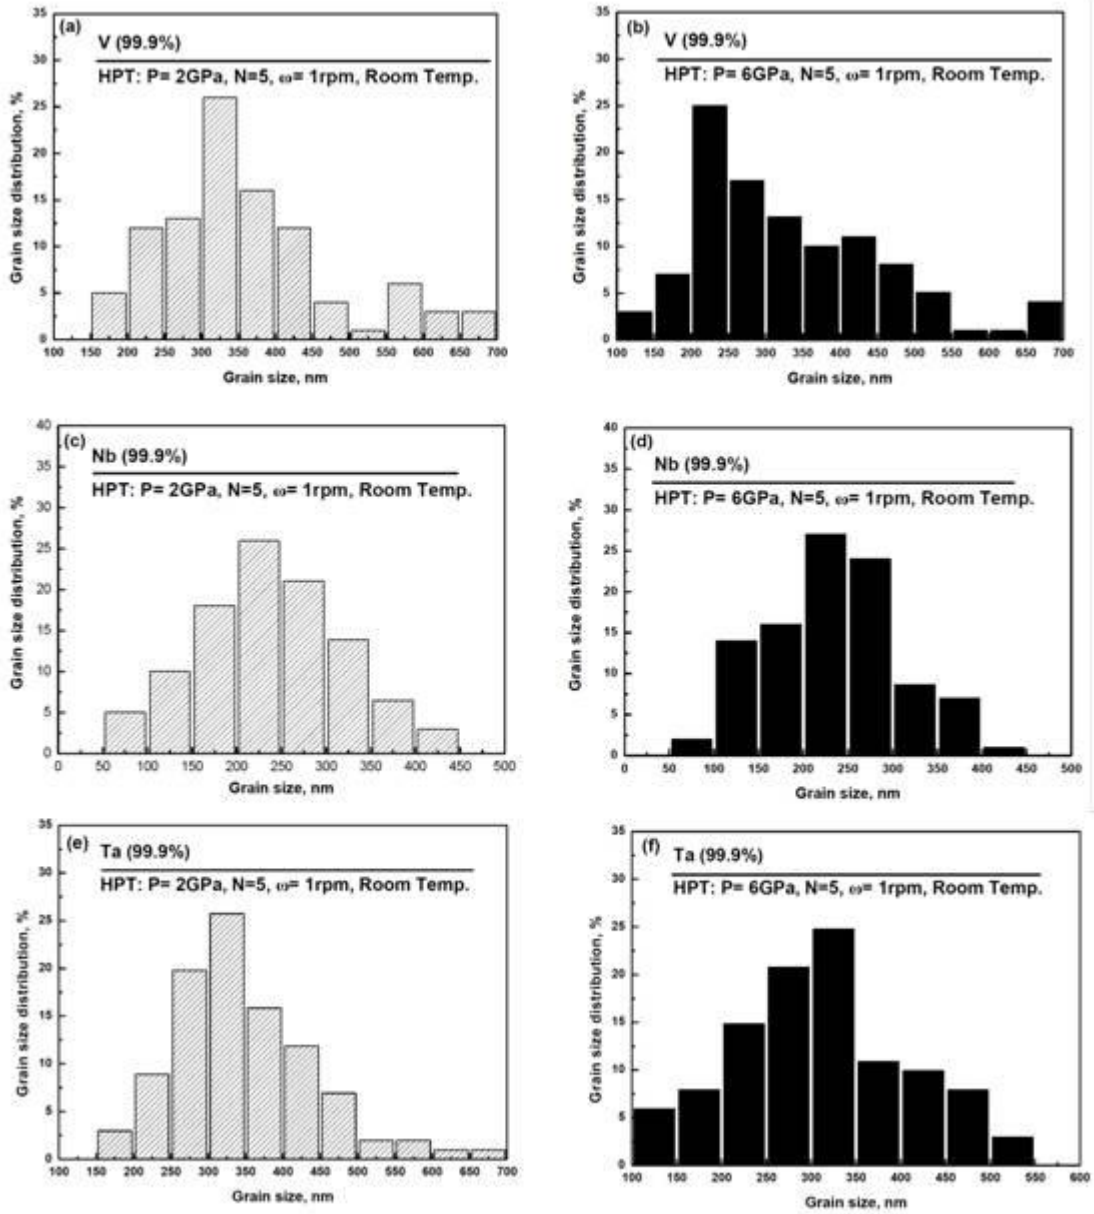 (a)
V (99.9%)
HPT: P= 2GPa, N=5, ω= 1rpm, Room Temp.
Grain size distribution, %
35
30
25
20
15
10
5
0
100 150 200 250 300 350 400 450 500 550 600 650 700
Grain size, nm
(b)
V (99.9%)
HPT: P= 6GPa, N=5, ω= 1rpm, Room Temp.
Grain size distribution, %
35
30
25
20
15
10
5
0
100 150 200 250 300 350 400 450 500 550 600 650 700
Grain size, nm
(c)
Nb (99.9%)
HPT: P= 2GPa, N=5, ω= 1rpm, Room Temp.
Grain size distribution, %
40
35
30
25
20
15
10
5
0
0 50 100 150 200 250 300 350 400 450 500
Grain size, nm
(d)
Nb (99.9%)
HPT: P= 6GPa, N=5, ω= 1rpm, Room Temp.
Grain size distribution, %
40
35
30
25
20
15
10
5
0
0 50 100 150 200 250 300 350 400 450 500
Grain size, nm
(e)
Ta (99.9%)
HPT: P= 2GPa, N=5, ω= 1rpm, Room Temp.
Grain size distribution, %
35
30
25
20
15
10
5
0
100 150 200 250 300 350 400 450 500 550 600 650 700
Grain size, nm
(f)
Ta (99.9%)
HPT: P= 6GPa, N=5, ω= 1rpm, Room Temp.
Grain size distribution, %
35
30
25
20
15
10
5
0
100 150 200 250 300 350 400 450 500 550 600
Grain size, nm